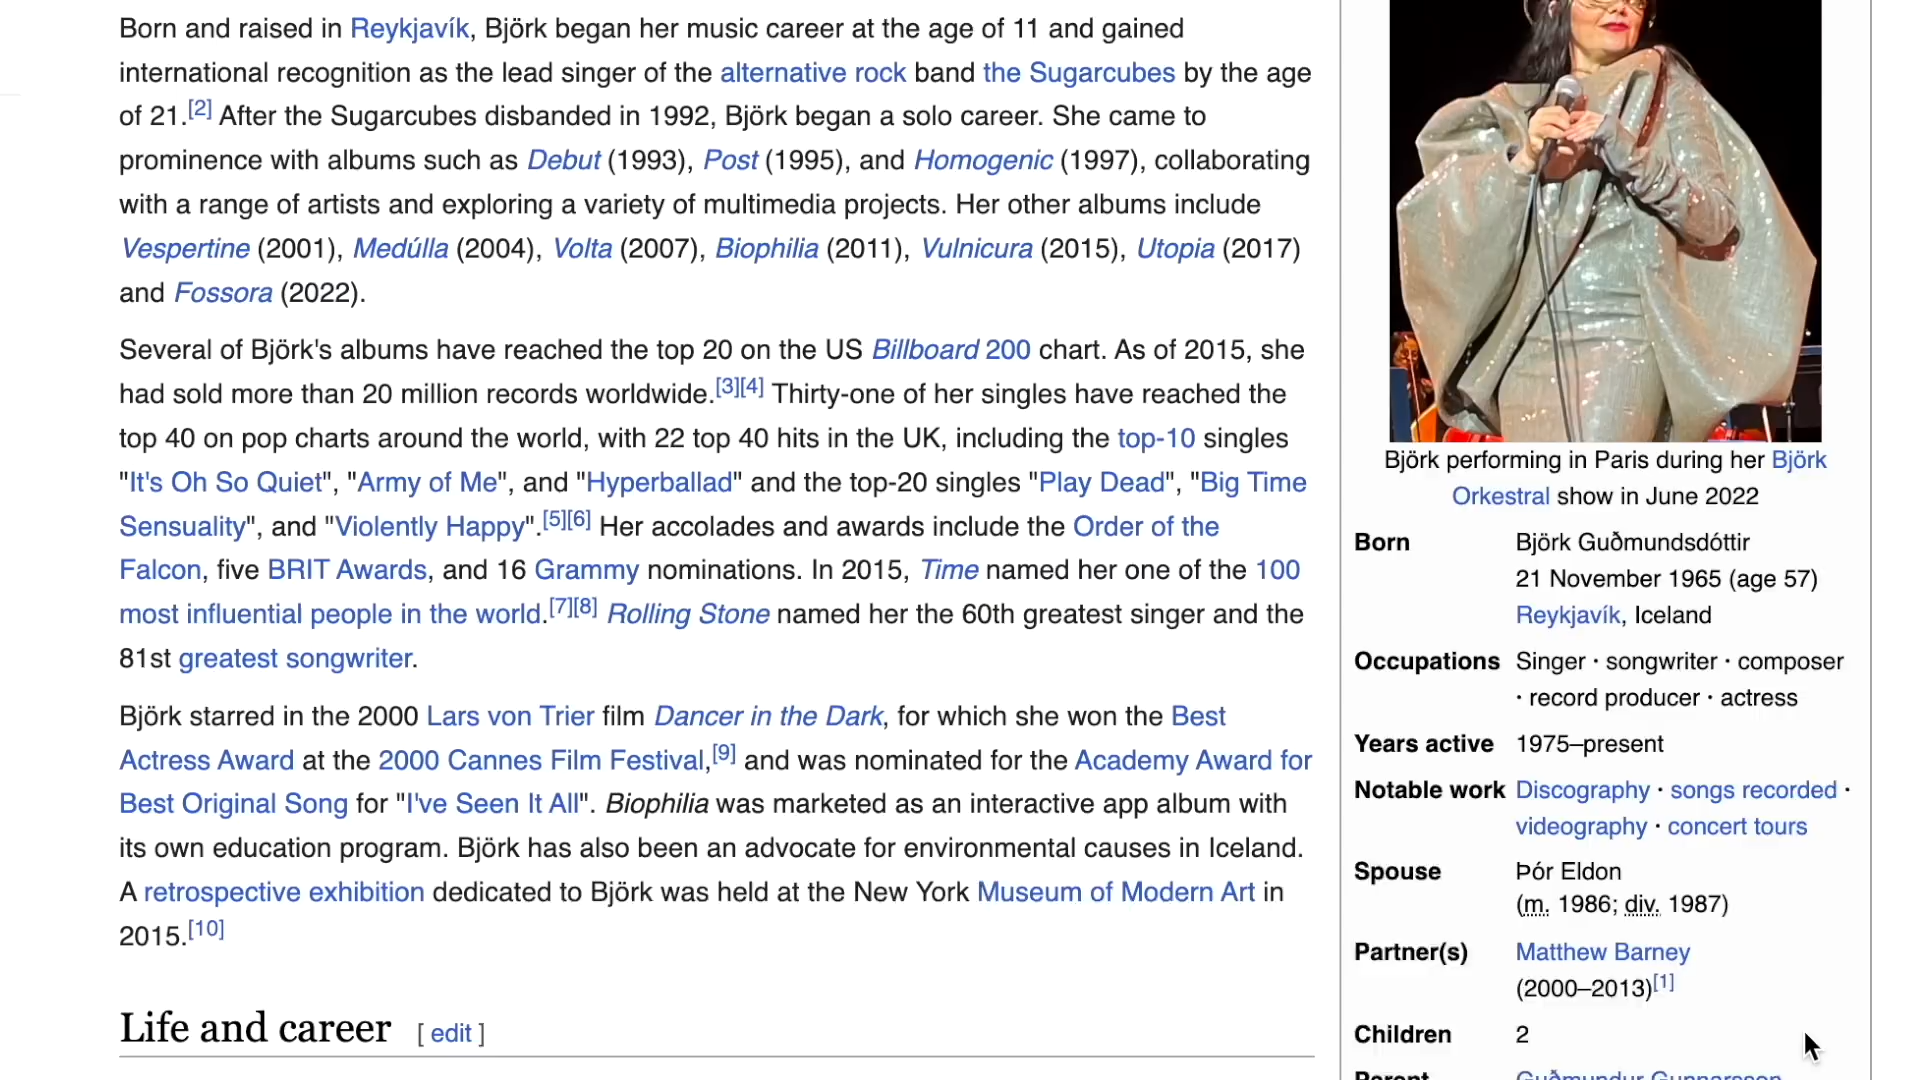 Born and raised in Reykjavík, Björk began her music career at the age of 11 and gained
international recognition as the lead singer of the alternative rock band the Sugarcubes by the age
of 21.[2] After the Sugarcubes disbanded in 1992, Björk began a solo career. She came to
prominence with albums such as Debut (1993), Post (1995), and Homogenic (1997), collaborating
with a range of artists and exploring a variety of multimedia projects. Her other albums include
Vespertine (2001), Medúlla (2004), Volta (2007), Biophilia (2011), Vulnicura (2015), Utopia (2017)
and Fossora (2022).
Several of Björk's albums have reached the top 20 on the US Billboard 200 chart. As of 2015, she
had sold more than 20 million records worldwide.[3][4] Thirty-one of her singles have reached the
top 40 on pop charts around the world, with 22 top 40 hits in the UK, including the top-10 singles
"It's Oh So Quiet", "Army of Me", and "Hyperballad" and the top-20 singles "Play Dead", "Big Time
Sensuality", and "Violently Happy".[5][6] Her accolades and awards include the Order of the
Falcon, five BRIT Awards, and 16 Grammy nominations. In 2015, Time named her one of the 100
most influential people in the world.[7][8] Rolling Stone named her the 60th greatest singer and the
81st greatest songwriter.
Björk starred in the 2000 Lars von Trier film Dancer in the Dark, for which she won the Best
Actress Award at the 2000 Cannes Film Festival,[9] and was nominated for the Academy Award for
Best Original Song for "I've Seen It All". Biophilia was marketed as an interactive app album with
its own education program. Björk has also been an advocate for environmental causes in Iceland.
A retrospective exhibition dedicated to Björk was held at the New York Museum of Modern Art in
2015.[10]
Life and career [ edit ]
Björk performing in Paris during her Björk
Orkestral show in June 2022
Born Björk Guðmundsdóttir
21 November 1965 (age 57)
Reykjavík, Iceland
Occupations Singer · songwriter · composer
· record producer · actress
Years active 1975–present
Notable work Discography · songs recorded ·
videography · concert tours
Spouse Þór Eldon
(m. 1986; div. 1987)
Partner(s) Matthew Barney
(2000–2013)[1]
Children 2
Parent Guðmundur Gunnarsson